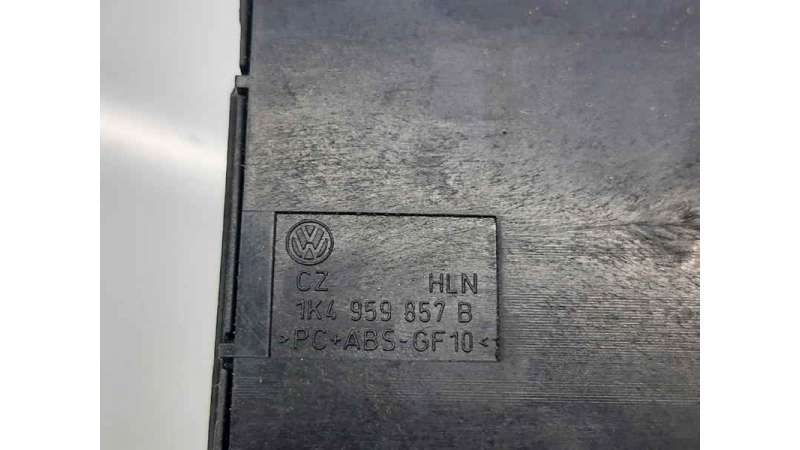 VW
CZ HLN
1K4 959 857 B
>PC+ABS-GF10<